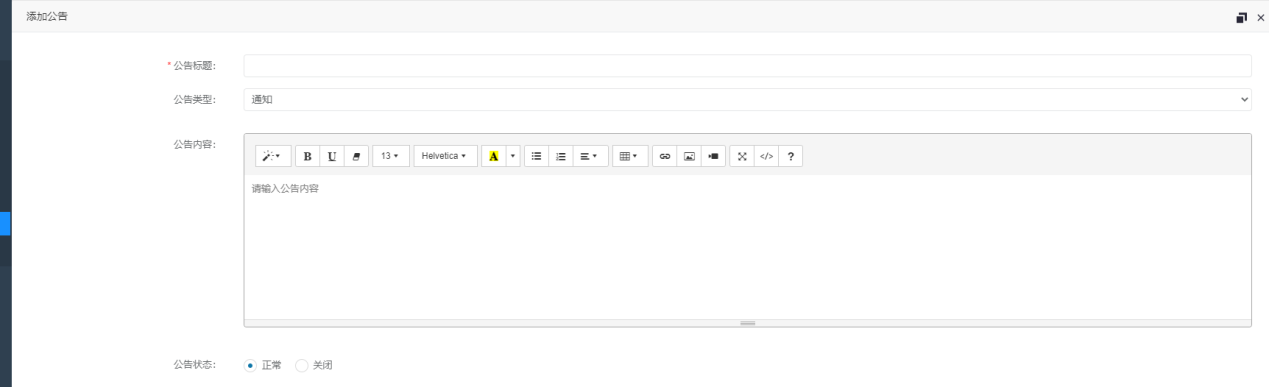 添加公告
* 公告标题:
公告类型: 通知
公告内容:
B U 13 Helvetica A </> ?
请输入公告内容
公告状态: 正常 关闭